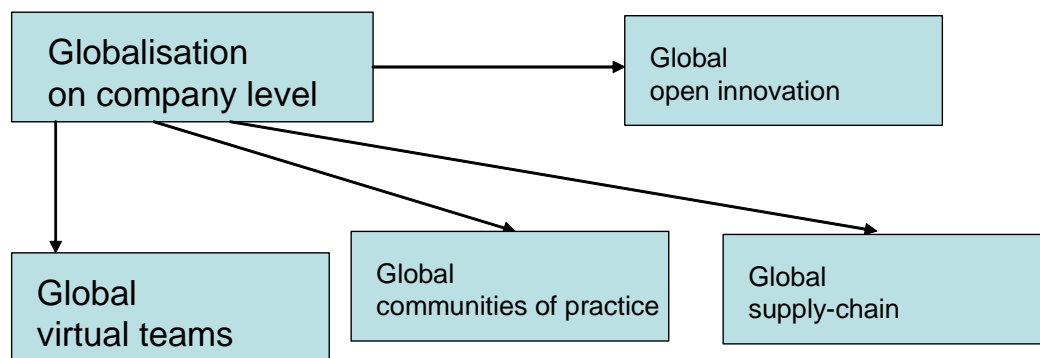 Globalisation
on company level
Global
open innovation
Global
virtual teams
Global
communities of practice
Global
supply-chain